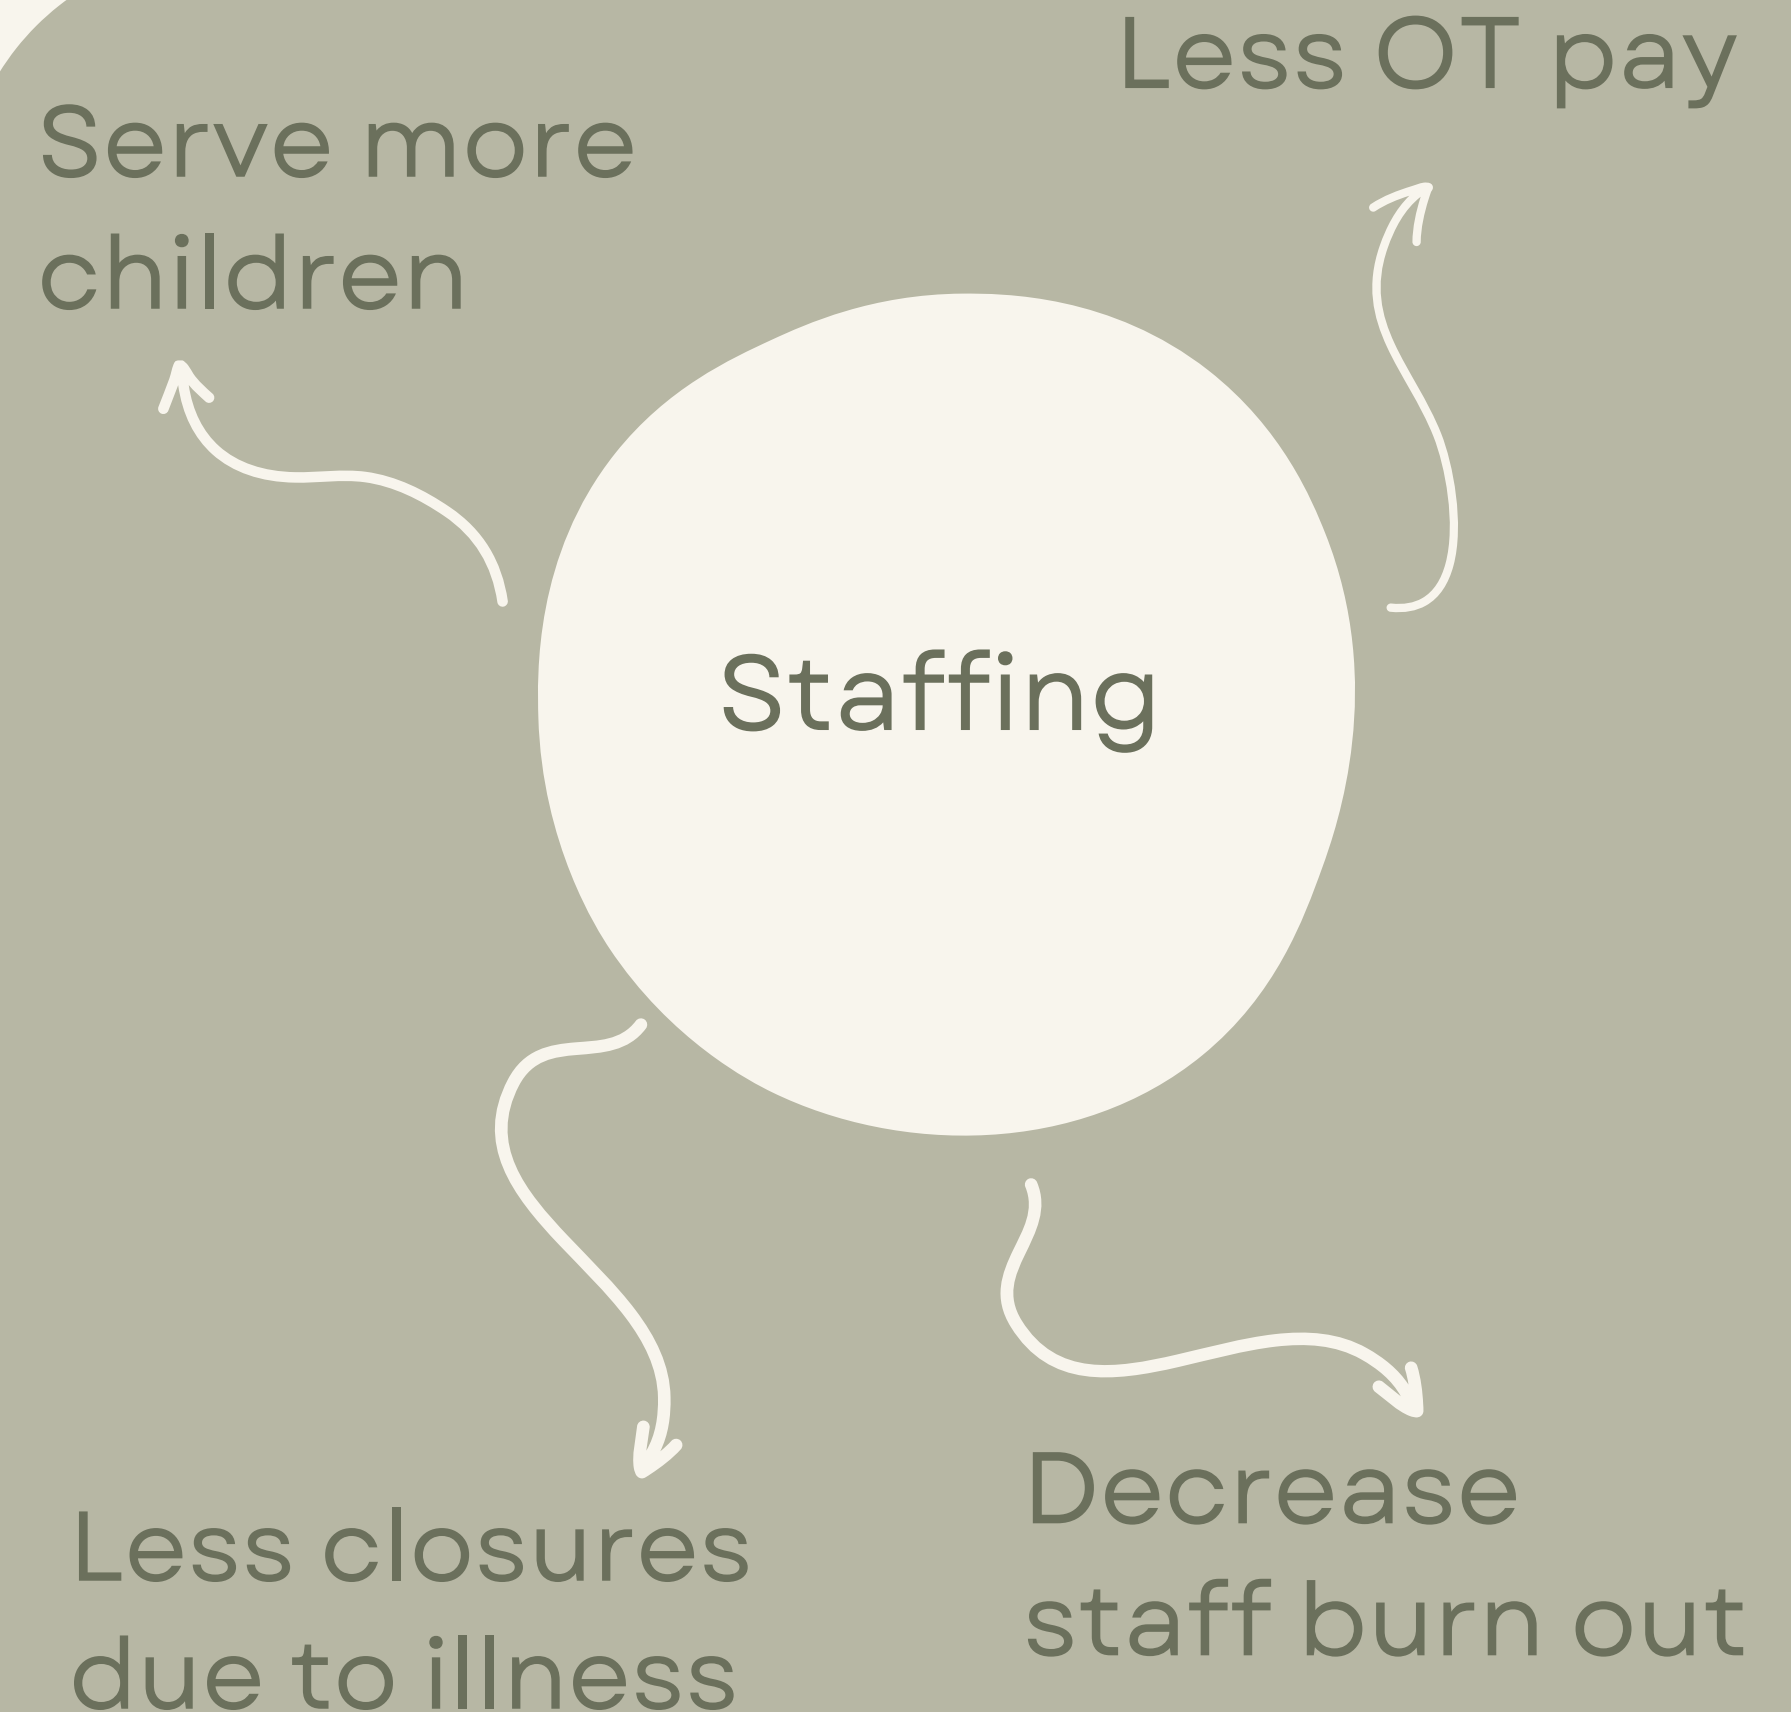 Less OT pay
Serve more
children
Staffing
Less closures
due to illness
Decrease
staff burn out